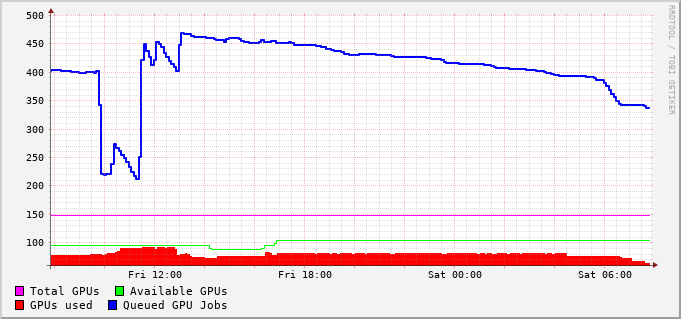 500
450
400
350
300
250
200
150
100
Fri 12:00 Fri 18:00 Sat 00:00 Sat 06:00
Total GPUs Available GPUs
GPUs used Queued GPU Jobs
RRDTOOL / TOBI OETIKER